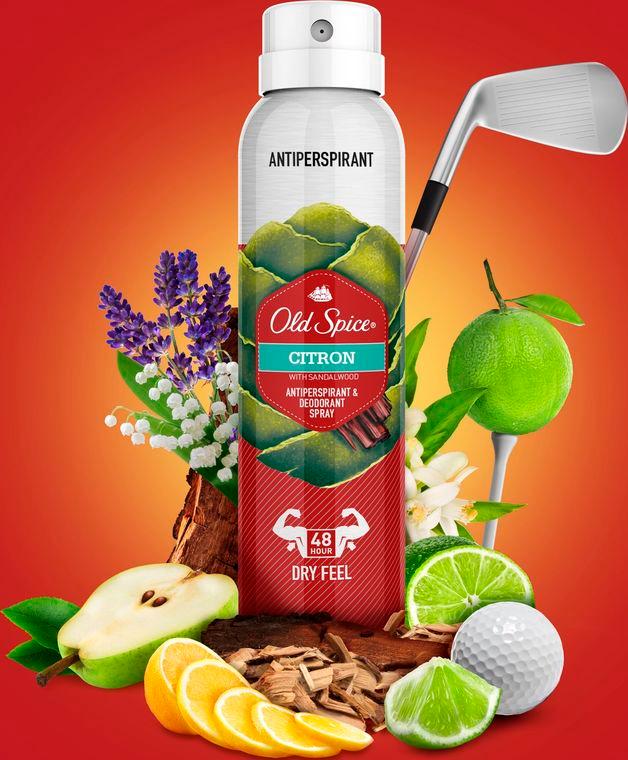 ANTIPERSPIRANT
Old Spice®
CITRON
WITH SANDALWOOD
ANTIPERSPIRANT &
DEODORANT
SPRAY
48
HOUR
DRY FEEL